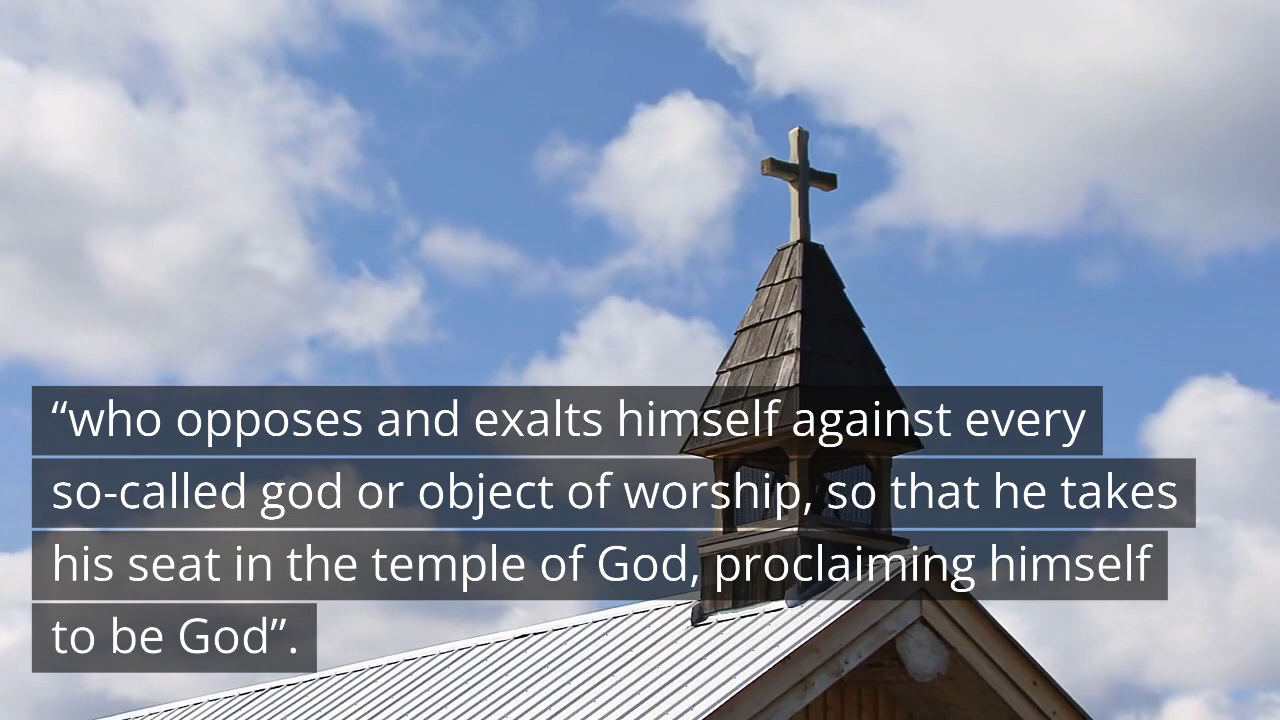 “who opposes and exalts himself against every
so-called god or object of worship, so that he takes
his seat in the temple of God, proclaiming himself
to be God”.